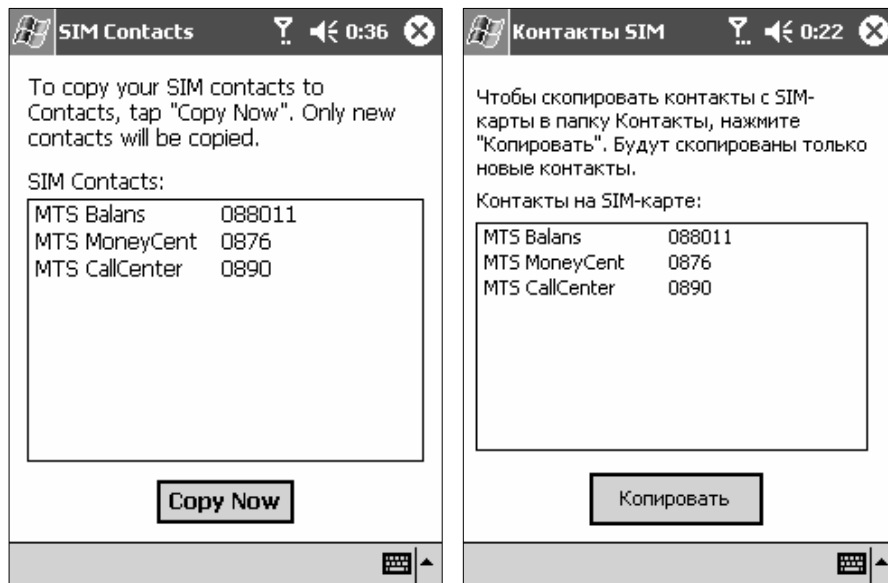 SIM Contacts 0:36
To copy your SIM contacts to
Contacts, tap "Copy Now". Only new
contacts will be copied.
SIM Contacts:
MTS Balans 088011
MTS MoneyCent 0876
MTS CallCenter 0890
Copy Now
Контакты SIM 0:22
Чтобы скопировать контакты с SIM-
карты в папку Контакты, нажмите
"Копировать". Будут скопированы только
новые контакты.
Контакты на SIM-карте:
MTS Balans 088011
MTS MoneyCent 0876
MTS CallCenter 0890
Копировать